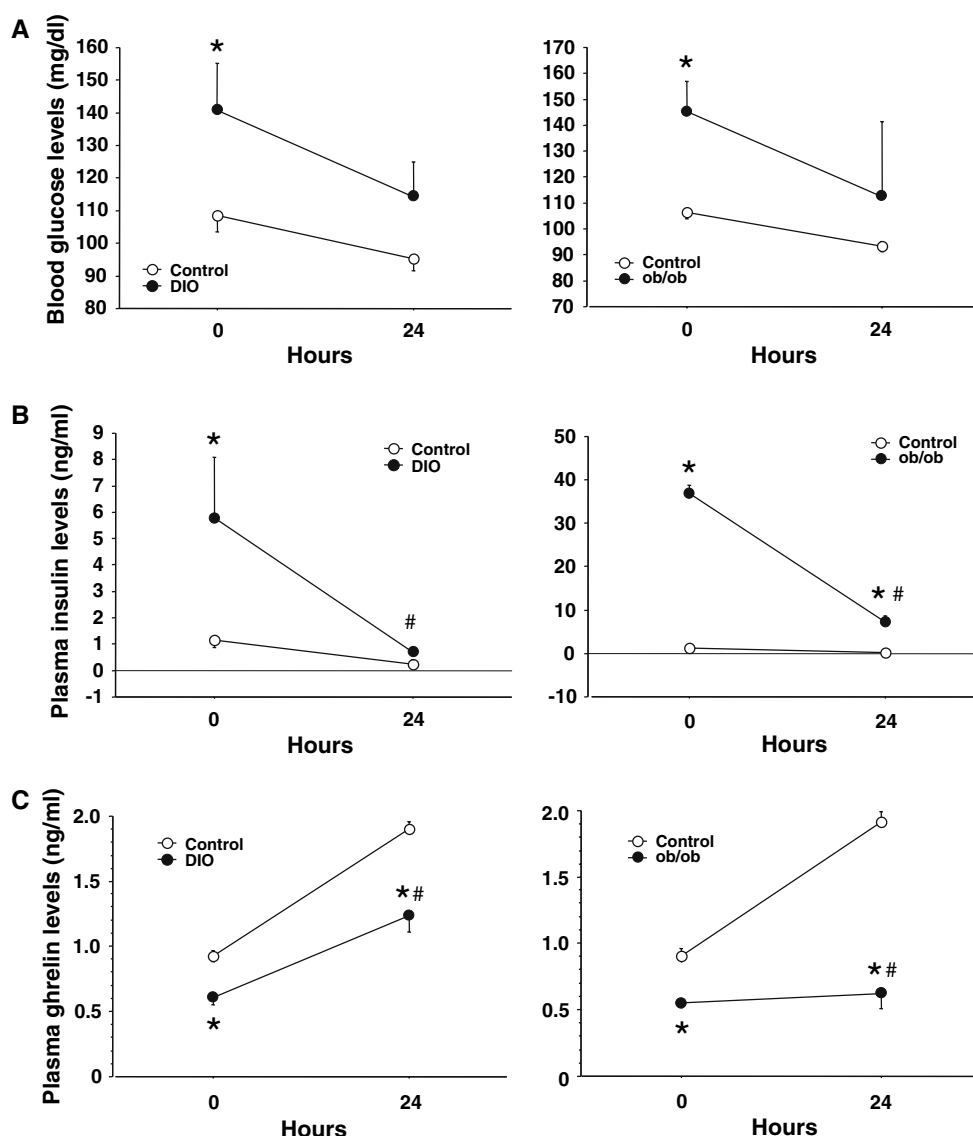 A
Blood glucose levels (mg/dl)
160
150
140
130
120
110
100
90
80
*
Control
DIO
0
24
Hours
170
160
150
140
130
120
110
100
90
80
70
*
Control
ob/ob
0
24
Hours
B
Plasma insulin levels (ng/ml)
9
8
7
6
5
4
3
2
1
0
-1
*
#
Control
DIO
0
24
Hours
50
40
30
20
10
0
-10
*
* #
Control
ob/ob
0
24
Hours
C
Plasma ghrelin levels (ng/ml)
2.0
1.5
1.0
0.5
0
Control
DIO
* #
*
0
24
Hours
2.0
1.5
1.0
0.5
0
Control
ob/ob
* #
*
0
24
Hours